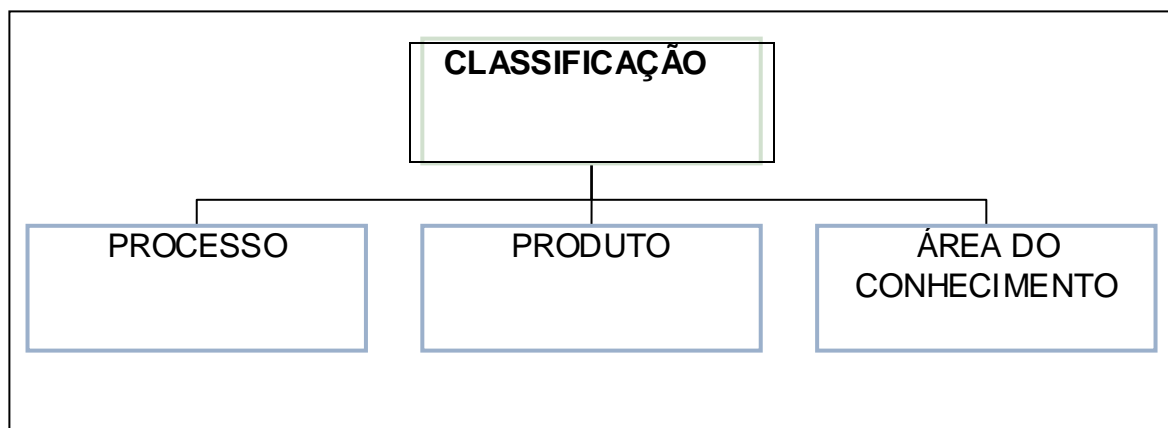 CLASSIFICAÇÃO
PROCESSO
PRODUTO
ÁREA DO
CONHECIMENTO